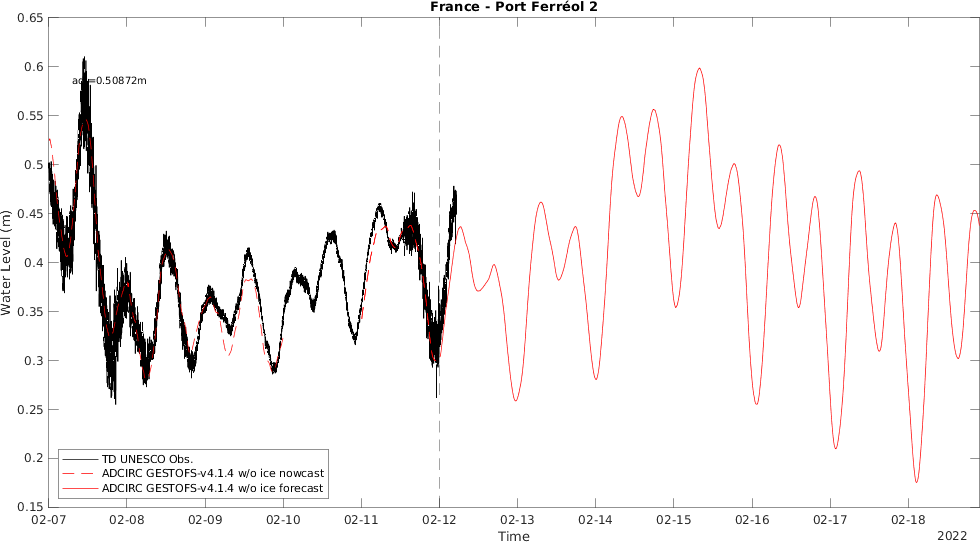 France - Port Ferréol 2
0.65
0.6
0.55
0.5
0.45
0.4
0.35
0.3
0.25
0.2
0.15
Water Level (m)
=0.50872m
TD UNESCO Obs.
ADCIRC GESTOFS-v4.1.4 w/o ice nowcast
ADCIRC GESTOFS-v4.1.4 w/o ice forecast
02-07 02-08 02-09 02-10 02-11 02-12 02-13 02-14 02-15 02-16 02-17 02-18
Time
2022